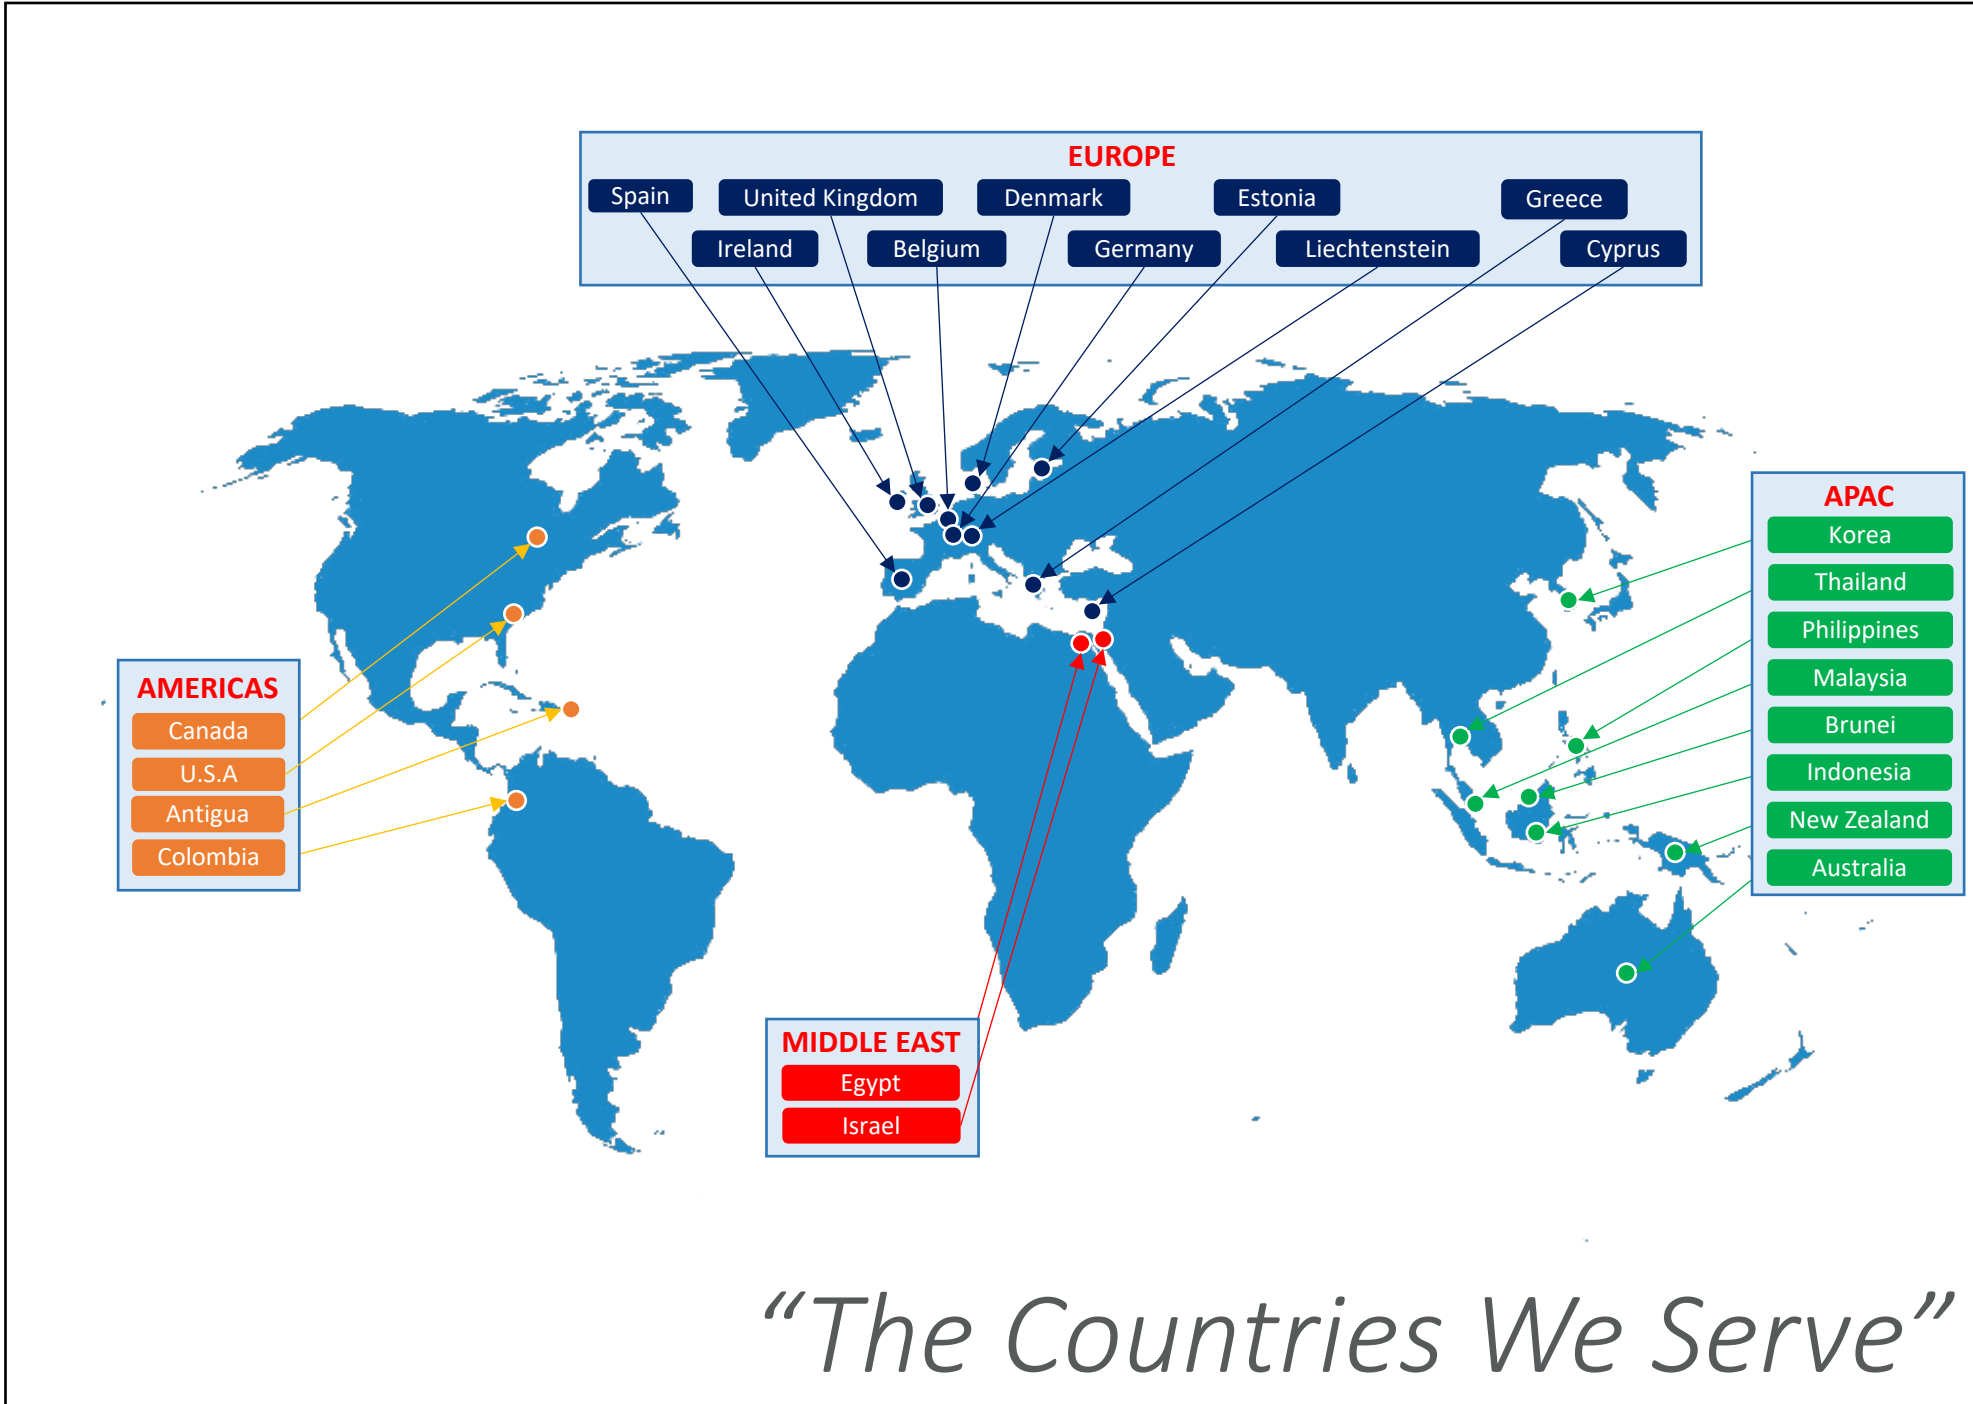 EUROPE
Spain
United Kingdom
Denmark
Estonia
Greece
Ireland
Belgium
Germany
Liechtenstein
Cyprus
APAC
Korea
Thailand
Philippines
Malaysia
Brunei
Indonesia
New Zealand
Australia
AMERICAS
Canada
U.S.A
Antigua
Colombia
MIDDLE EAST
Egypt
Israel
“The Countries We Serve”